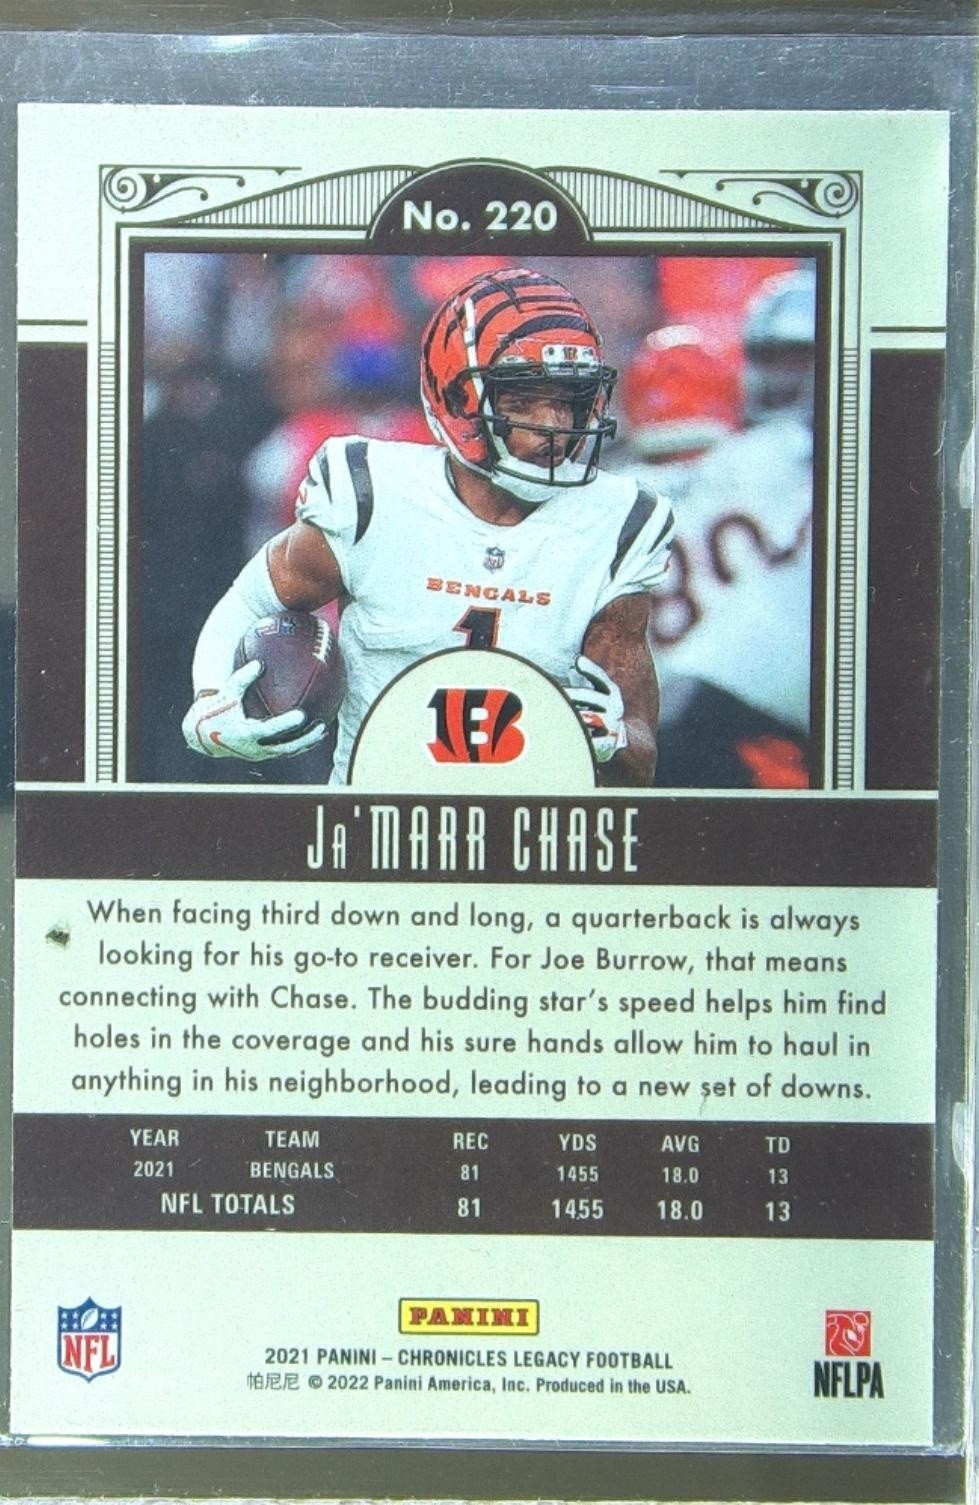 No. 220
82
BENGALS
1
B
JA'MARR CHASE
When facing third down and long, a quarterback is always
looking for his go-to receiver. For Joe Burrow, that means
connecting with Chase. The budding star's speed helps him find
holes in the coverage and his sure hands allow him to haul in
anything in his neighborhood, leading to a new set of downs.
YEAR TEAM REC YDS AVG TD
2021 BENGALS 81 1455 18.0 13
NFL TOTALS 81 1455 18.0 13
NFL
PANINI
2021 PANINI – CHRONICLES LEGACY FOOTBALL
帕尼尼 © 2022 Panini America, Inc. Produced in the USA.
NFLPA